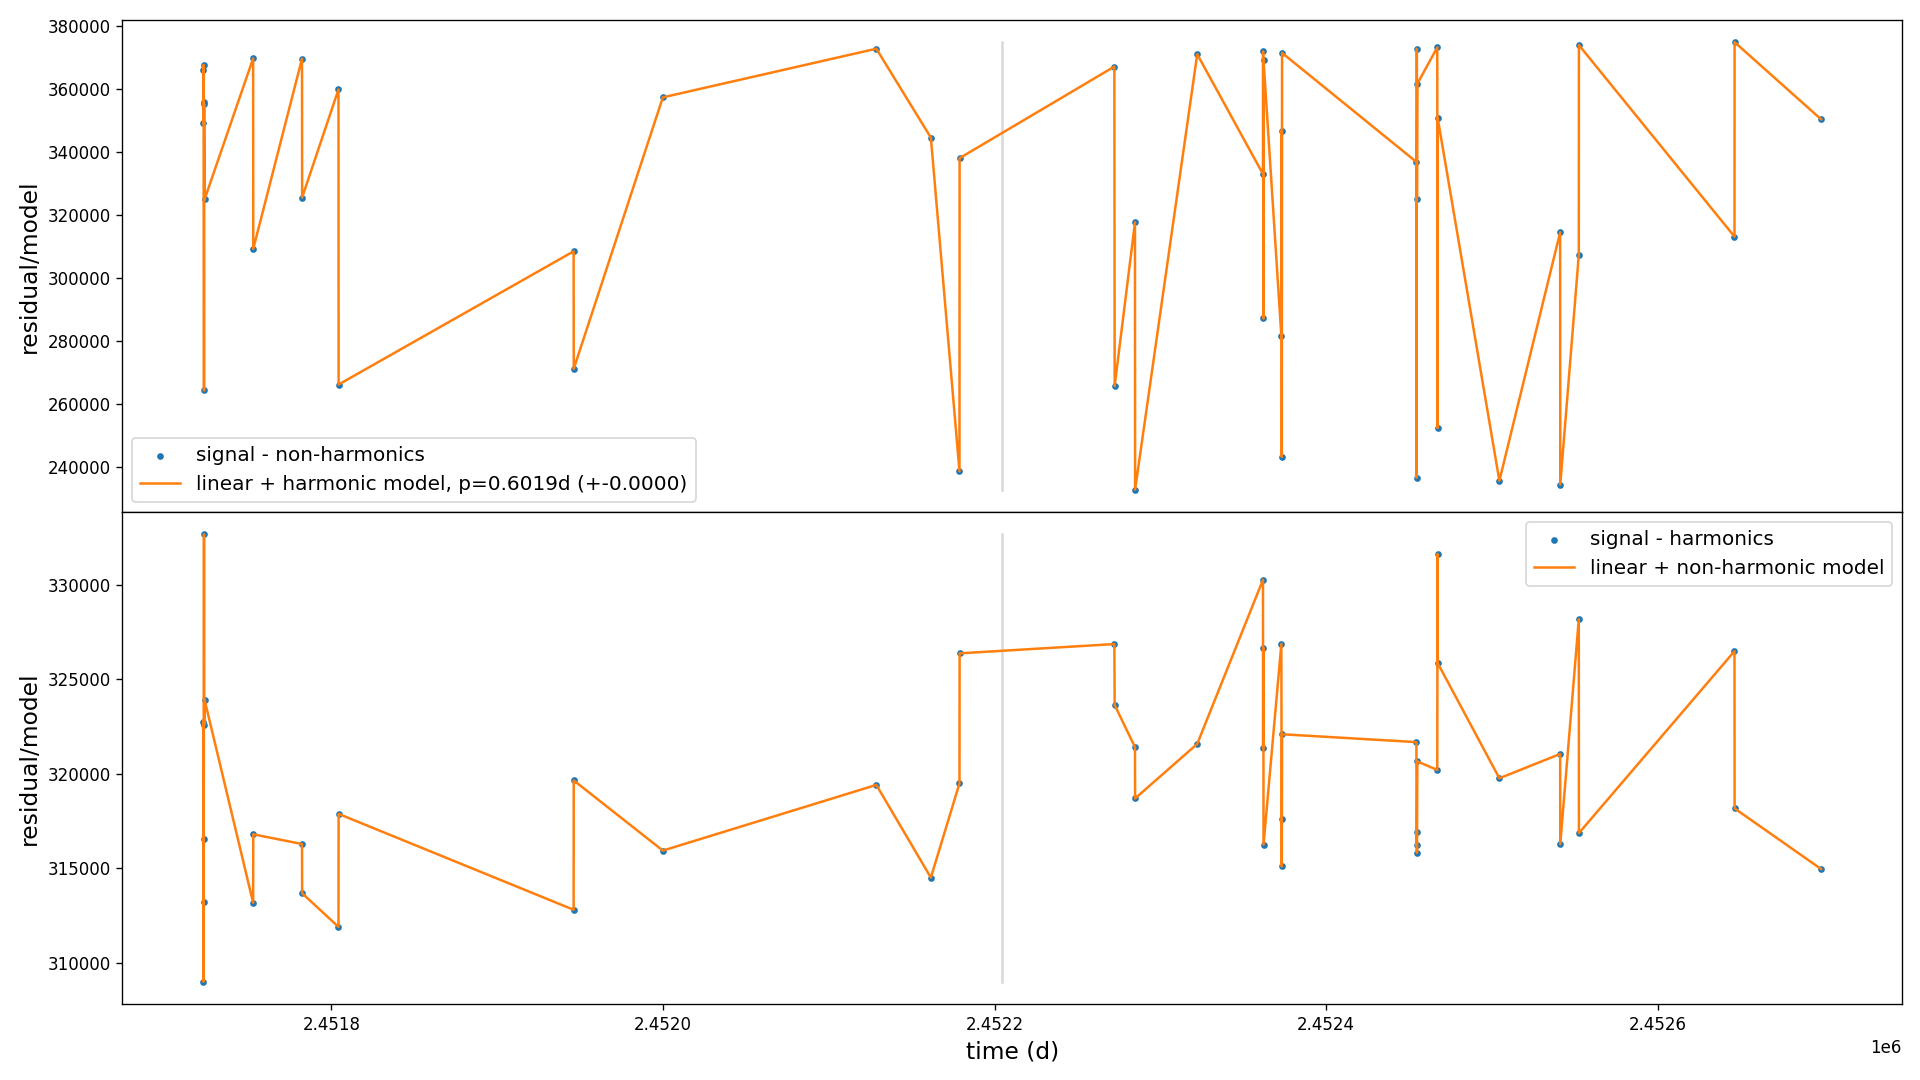 380000
360000
340000
320000
300000
280000
260000
240000
residual/model
signal - non-harmonics
linear + harmonic model, p=0.6019d (+-0.0000)
330000
325000
320000
315000
310000
residual/model
signal - harmonics
linear + non-harmonic model
2.4518 2.4520 2.4522 2.4524 2.4526
time (d)
1e6